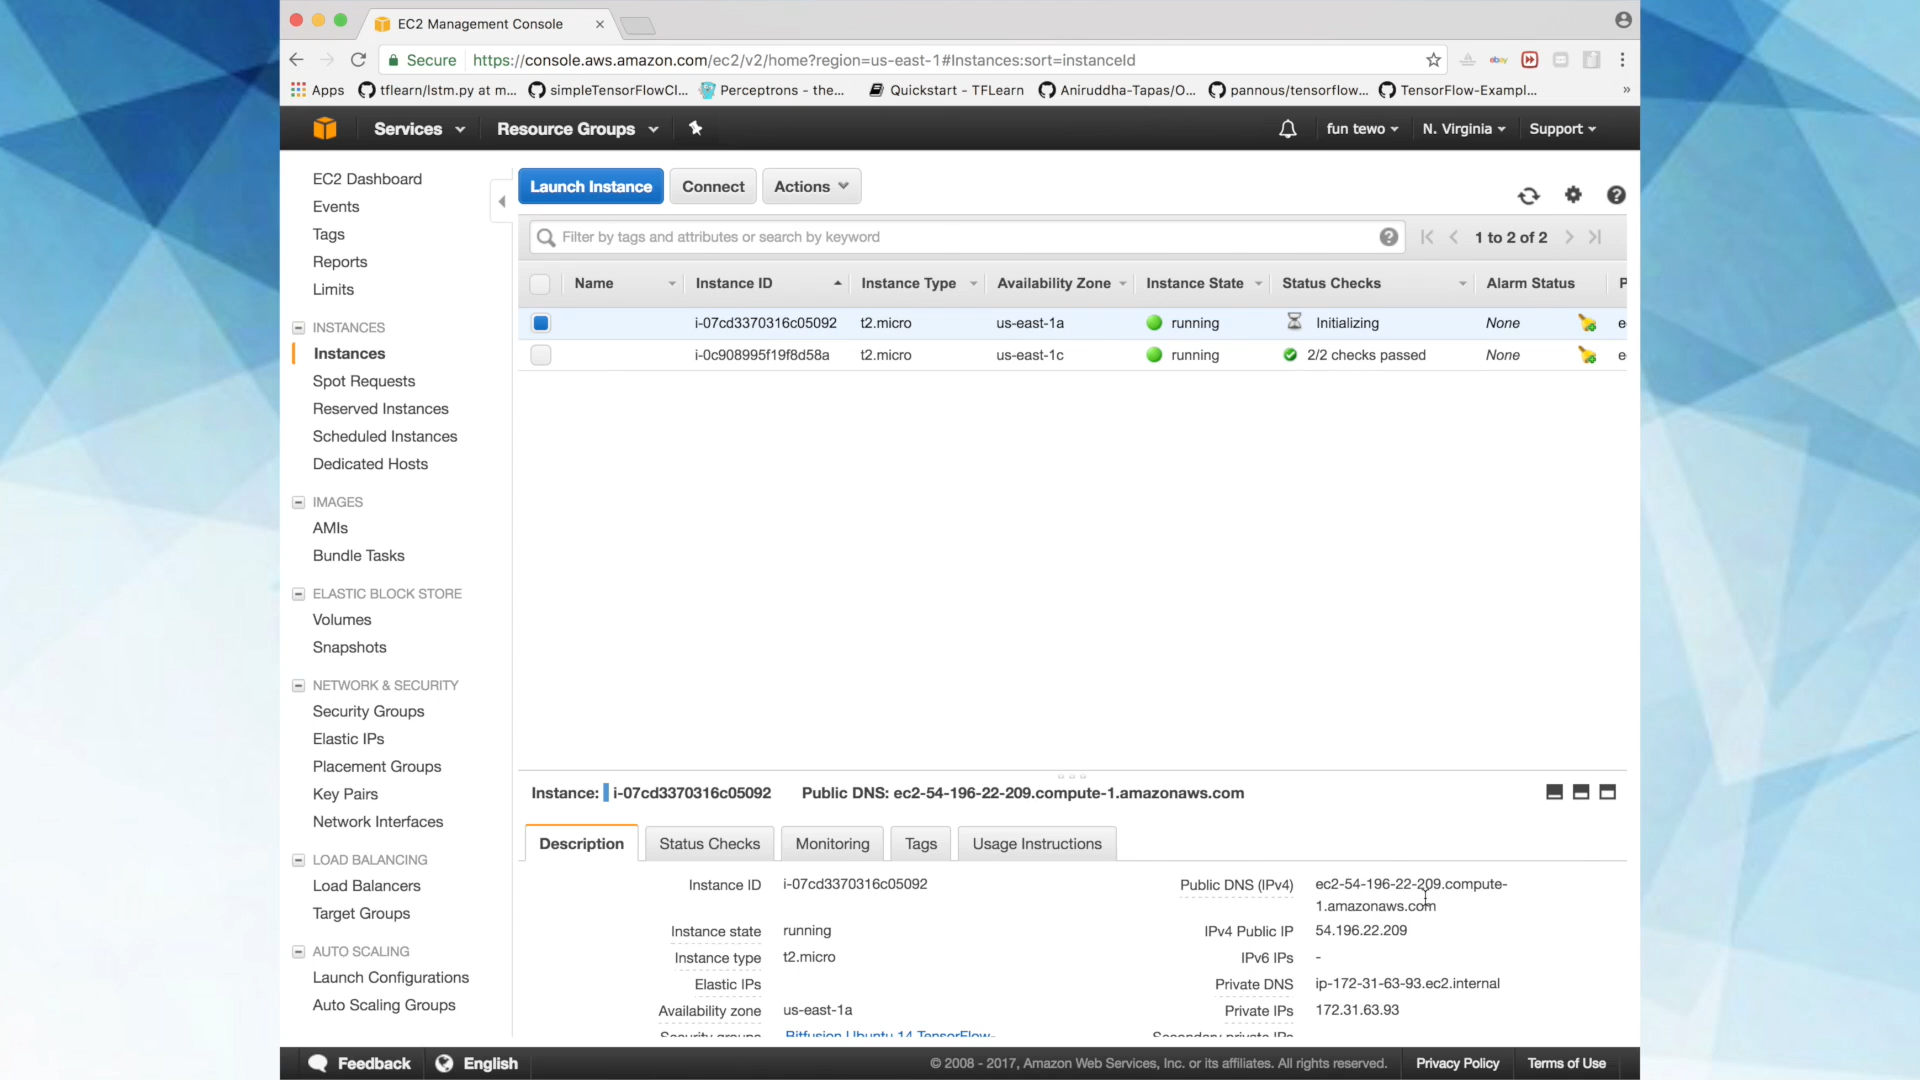 EC2 Management Console
Secure https://console.aws.amazon.com/ec2/v2/home?region=us-east-1#Instances:sort=instanceId
ebay
Apps tflearn/lstm.py at m... simpleTensorFlowCl... Perceptrons - the... Quickstart - TFLearn Aniruddha-Tapas/O... pannous/tensorflow... TensorFlow-Exampl... »
Services Resource Groups fun tewo N. Virginia Support
EC2 Dashboard
Events
Tags
Reports
Limits
INSTANCES
Instances
Spot Requests
Reserved Instances
Scheduled Instances
Dedicated Hosts
IMAGES
AMIs
Bundle Tasks
ELASTIC BLOCK STORE
Volumes
Snapshots
NETWORK & SECURITY
Security Groups
Elastic IPs
Placement Groups
Key Pairs
Network Interfaces
LOAD BALANCING
Load Balancers
Target Groups
AUTO SCALING
Launch Configurations
Auto Scaling Groups
Launch Instance Connect Actions
Filter by tags and attributes or search by keyword 1 to 2 of 2
Name Instance ID Instance Type Availability Zone Instance State Status Checks Alarm Status P
i-07cd3370316c05092 t2.micro us-east-1a running Initializing None e
i-0c908995f19f8d58a t2.micro us-east-1c running 2/2 checks passed None e
Instance: i-07cd3370316c05092 Public DNS: ec2-54-196-22-209.compute-1.amazonaws.com
Description Status Checks Monitoring Tags Usage Instructions
Instance ID i-07cd3370316c05092
Instance state running
Instance type t2.micro
Elastic IPs
Availability zone us-east-1a
Security groups Bitfusion Ubuntu 14 TensorFlow-
Public DNS (IPv4) ec2-54-196-22-209.compute-
1.amazonaws.com
IPv4 Public IP 54.196.22.209
IPv6 IPs -
Private DNS ip-172-31-63-93.ec2.internal
Private IPs 172.31.63.93
Secondary private IPs
Feedback English © 2008 - 2017, Amazon Web Services, Inc. or its affiliates. All rights reserved. Privacy Policy Terms of Use